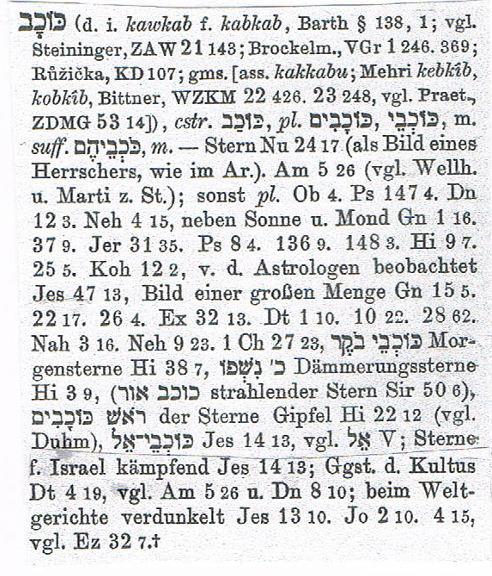 כּוֹכָב (d. i. kawkab f. kabkab, Barth § 138, 1; vgl.
Steininger, ZAW 21 143; Brockelm., VGr 1 246. 369;
Růžička, KD 107; gms. [ass. kakkabu; Mehri kebkîb,
kobkîb, Bittner, WZKM 22 426. 23 248, vgl. Praet.,
ZDMG 53 14]), cstr. כּוֹכַב, pl. כּוֹכָבִים, כּוֹכְבֵי, m.
suff. כֹּכְבֵיהֶם, m. — Stern Nu 24 17 (als Bild eines
Herrschers, wie im Ar.). Am 5 26 (vgl. Wellh.
u. Marti z. St.); sonst pl. Ob 4. Ps 147 4. Dn
12 3. Neh 4 15, neben Sonne u. Mond Gn 1 16.
37 9. Jer 31 35. Ps 8 4. 136 9. 148 3. Hi 9 7.
25 5. Koh 12 2, v. d. Astrologen beobachtet
Jes 47 13, Bild einer großen Menge Gn 15 5.
22 17. 26 4. Ex 32 13. Dt 1 10. 10 22. 28 62.
Nah 3 16. Neh 9 23. 1 Ch 27 23, כּוֹכְבֵי בֹקֶר Mor-
gensterne Hi 38 7, כ׳ נִשְׁפּוֹ Dämmerungssterne
Hi 3 9, (כוכב אור strahlender Stern Sir 50 6),
רֹאשׁ כּוֹכָבִים der Sterne Gipfel Hi 22 12 (vgl.
Duhm), כּוֹכְבֵי־אֵל Jes 14 13, vgl. אֵל V; Sterne
f. Israel kämpfend Jes 14 13; Ggst. d. Kultus
Dt 4 19, vgl. Am 5 26 u. Dn 8 10; beim Welt-
gerichte verdunkelt Jes 13 10. Jo 2 10. 4 15,
vgl. Ez 32 7.†